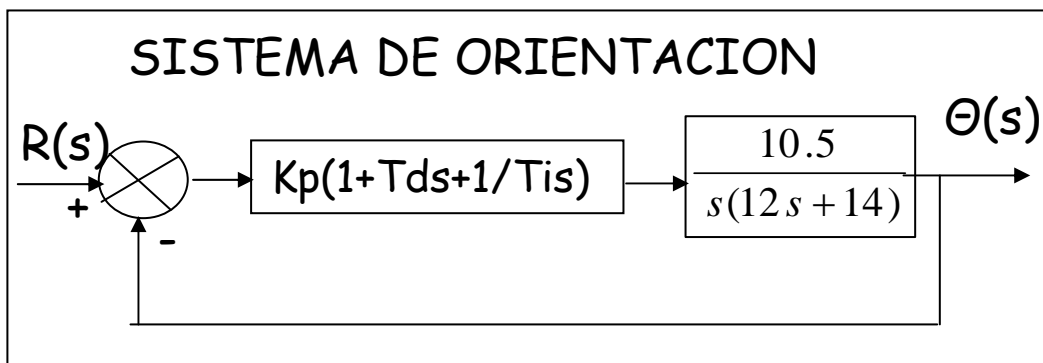 SISTEMA DE ORIENTACION
R(s)
+
-
Kp(1+Tds+1/Tis)
10.5
s(12s+14)
Θ(s)